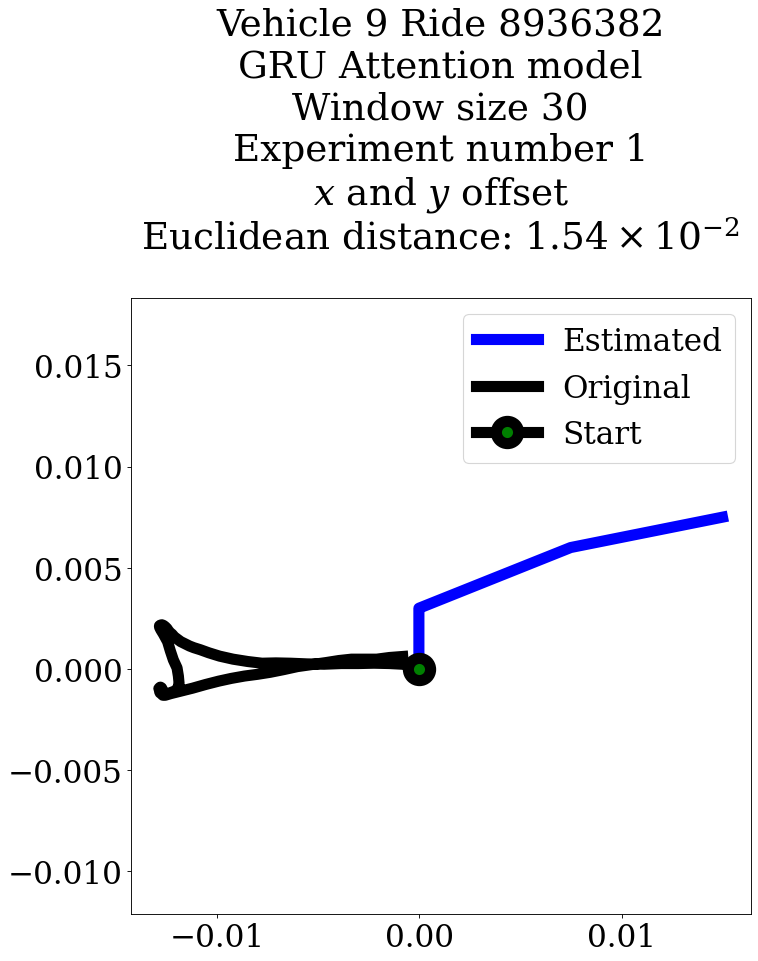 Vehicle 9 Ride 8936382
GRU Attention model
Window size 30
Experiment number 1
x and y offset
Euclidean distance: 1.54 × 10⁻²
Estimated
Original
Start
0.015
0.010
0.005
0.000
−0.005
−0.010
−0.01 0.00 0.01